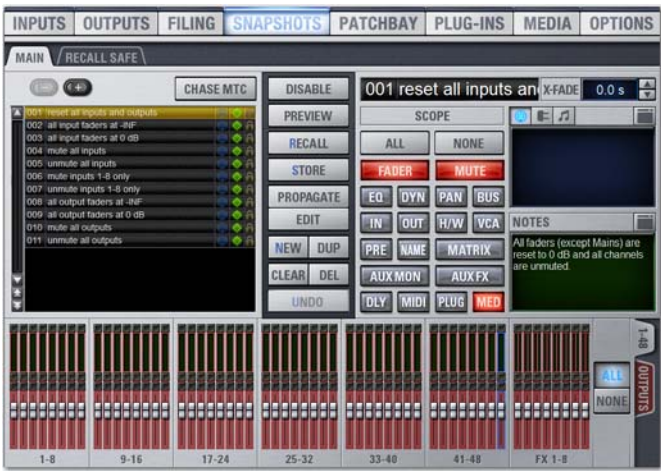 INPUTS OUTPUTS FILING SNAPSHOTS PATCHBAY PLUG-INS MEDIA OPTIONS
MAIN RECALL SAFE
CHASE MTC
001 reset all inputs and outputs
002 all input faders at -INF
003 all input faders at 0 dB
004 mute all inputs
005 unmute all inputs
006 mute inputs 1-8 only
007 unmute inputs 1-8 only
008 all output faders at -INF
009 all output faders at 0 dB
010 mute all outputs
011 unmute all outputs
DISABLE
PREVIEW
RECALL
STORE
PROPAGATE
EDIT
NEW DUP
CLEAR DEL
UNDO
001 reset all inputs an
X-FADE 0.0 s
SCOPE
ALL NONE
FADER MUTE
EQ DYN PAN BUS
IN OUT H/W VCA
PRE NAME MATRIX
AUX MON AUX FX
DLY MIDI PLUG MED
NOTES
All faders (except Mains) are
reset to 0 dB and all channels
are unmuted.
1-8 9-16 17-24 25-32 33-40 41-48 FX 1-8
ALL
NONE
1-48
OUTPUTS